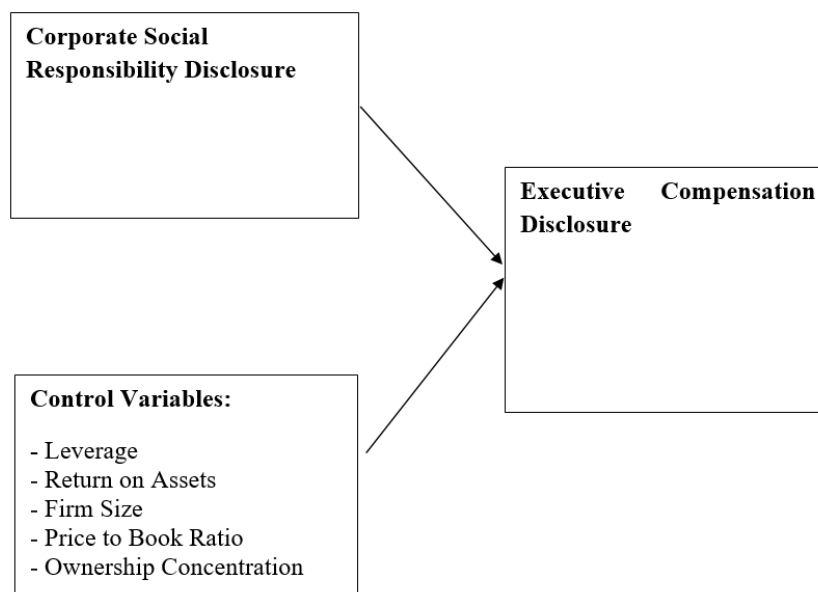 Corporate Social
Responsibility Disclosure
Executive Compensation
Disclosure
Control Variables:
- Leverage
- Return on Assets
- Firm Size
- Price to Book Ratio
- Ownership Concentration